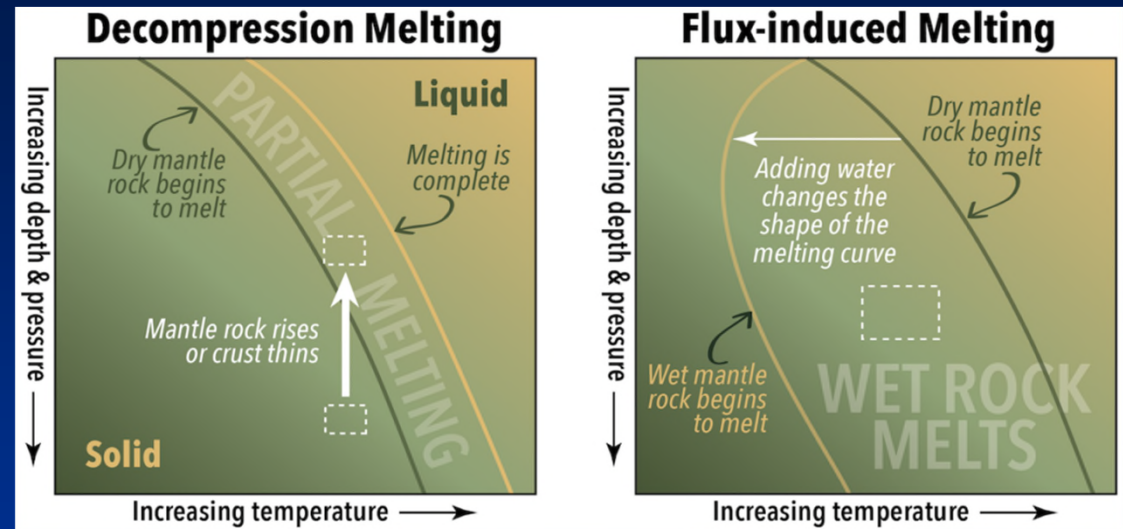 Decompression Melting
Increasing depth & pressure
PARTIAL MELTING
Liquid
Dry mantle
rock begins
to melt
Melting is
complete
Mantle rock rises
or crust thins
Solid
Increasing temperature
Flux-induced Melting
Increasing depth & pressure
Dry mantle
rock begins
to melt
Adding water
changes the
shape of the
melting curve
Wet mantle
rock begins
to melt
WET ROCK
MELTS
Increasing temperature